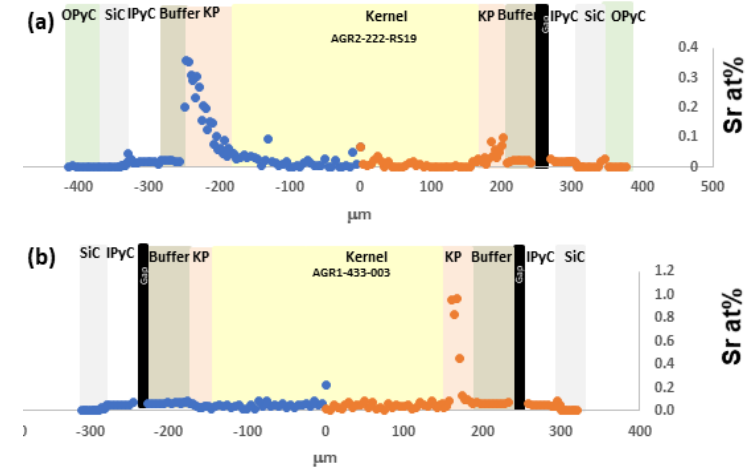 (a)
OPyC SiC IPyC Buffer KP Kernel KP Buffer Gap IPyC SiC OPyC
AGR2-222-RS19
0.4
0.3
0.2
0.1
0
Sr at%
-400 -300 -200 -100 0 100 200 300 400 500
µm
(b)
SiC IPyC Gap Buffer KP Kernel KP Buffer Gap IPyC SiC
AGR1-433-003
1.2
1.0
0.8
0.6
0.4
0.2
0.0
Sr at%
-300 -200 -100 0 100 200 300 400
µm